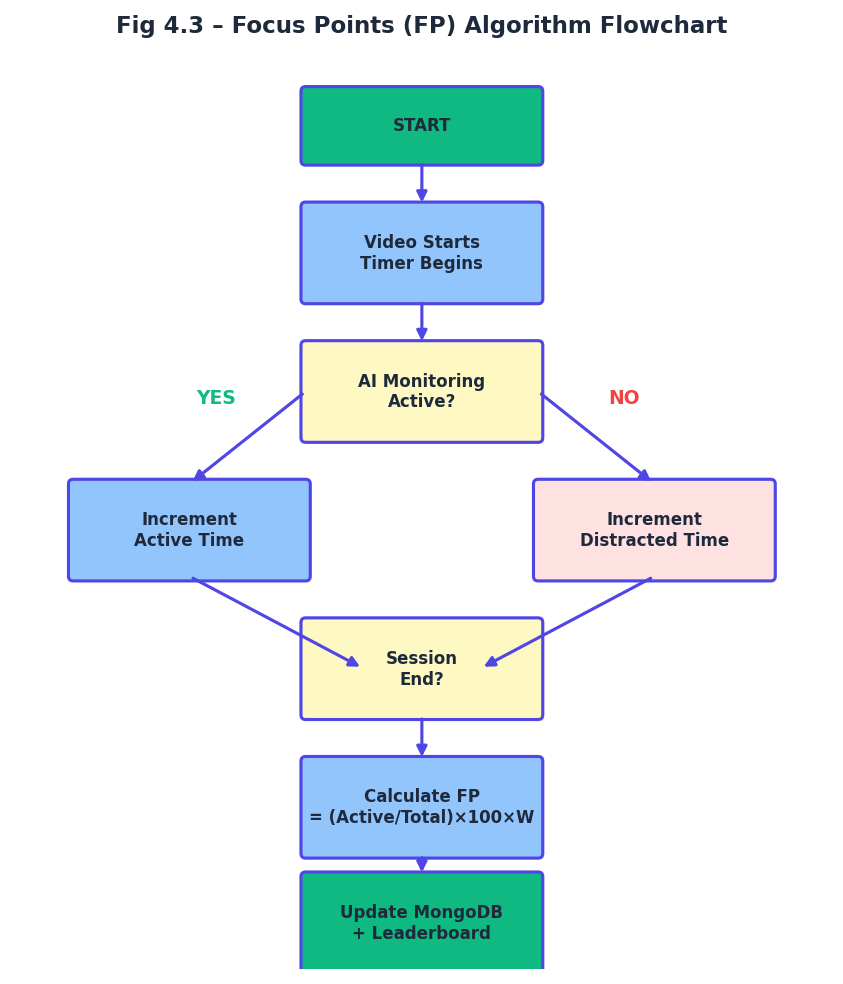 Fig 4.3 – Focus Points (FP) Algorithm Flowchart
START
Video Starts
Timer Begins
AI Monitoring
Active?
YES
NO
Increment
Active Time
Increment
Distracted Time
Session
End?
Calculate FP
= (Active/Total)×100×W
Update MongoDB
+ Leaderboard